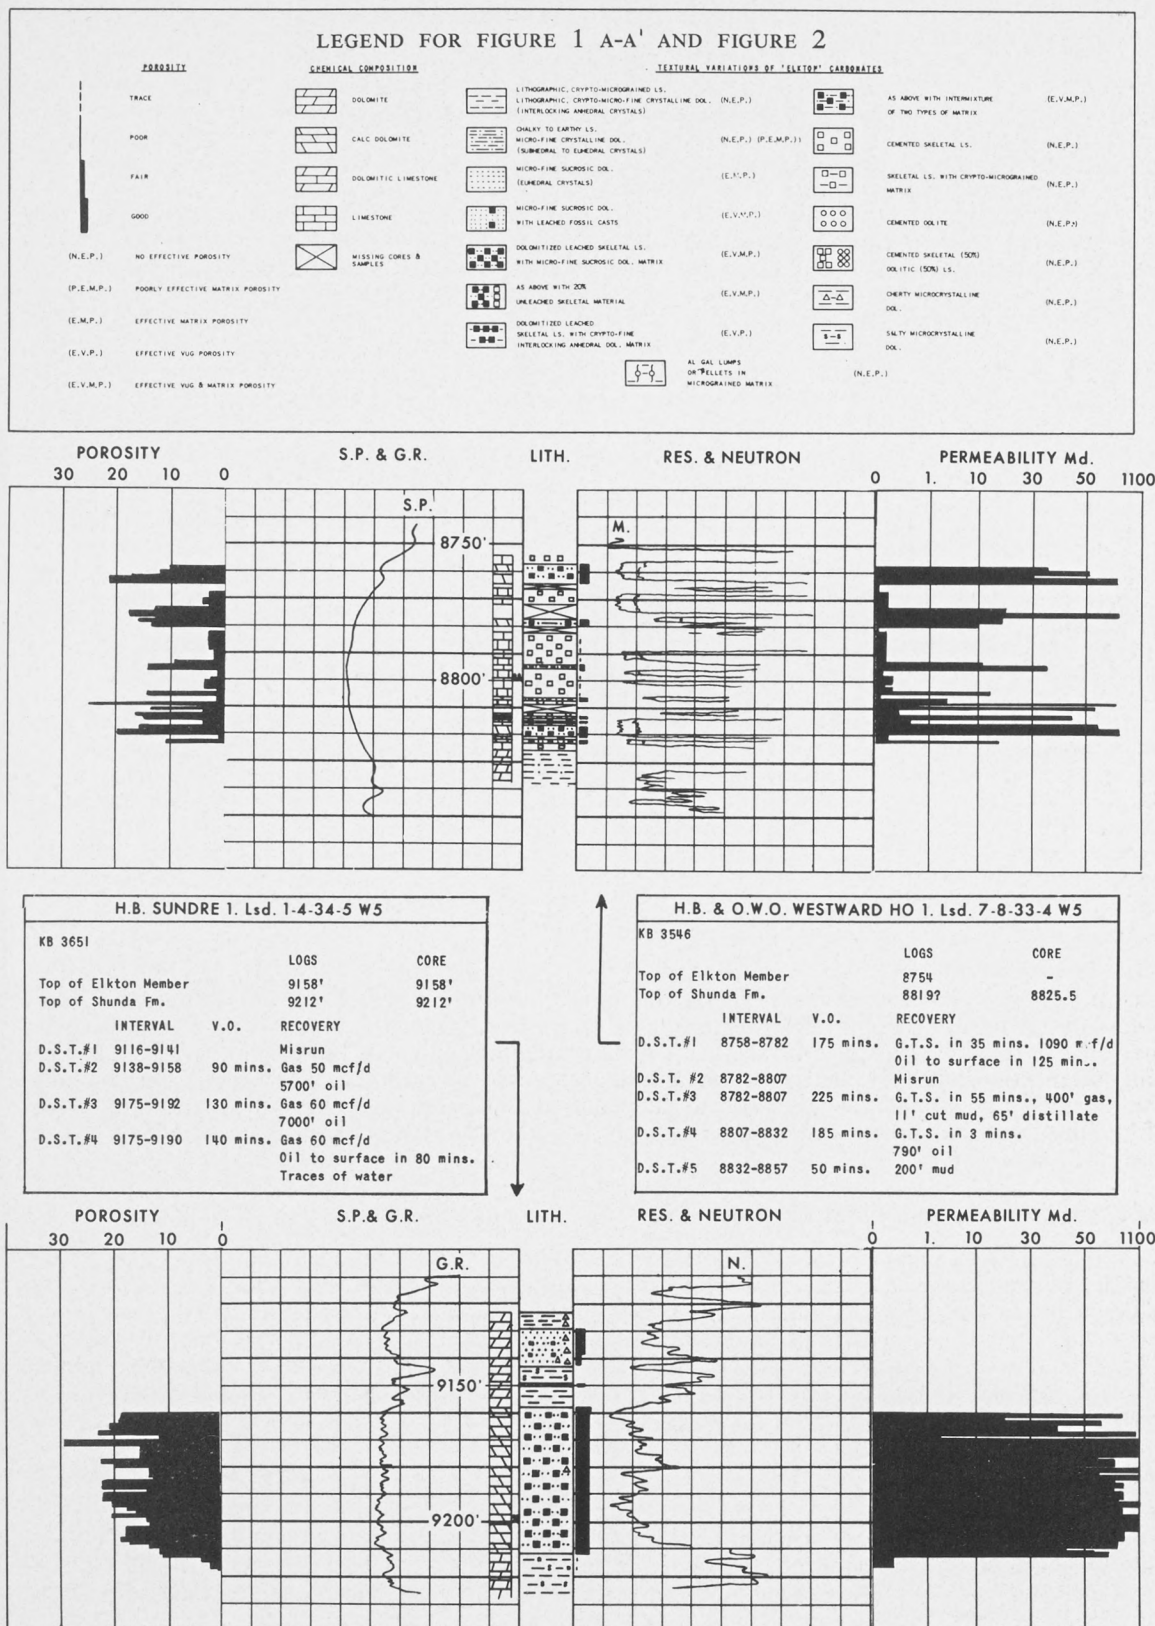 LEGEND FOR FIGURE 1 A-A' AND FIGURE 2
POROSITY
TRACE
POOR
FAIR
GOOD
(N.E.P.) NO EFFECTIVE POROSITY
(P.E.M.P.) POORLY EFFECTIVE MATRIX POROSITY
(E.M.P.) EFFECTIVE MATRIX POROSITY
(E.V.P.) EFFECTIVE VUG POROSITY
(E.V.M.P.) EFFECTIVE VUG & MATRIX POROSITY
CHEMICAL COMPOSITION
DOLOMITE
CALC DOLOMITE
DOLOMITIC LIMESTONE
LIMESTONE
MISSING CORES &
SAMPLES
TEXTURAL VARIATIONS OF 'ELKTON' CARBONATES
LITHOGRAPHIC, CRYPTO-MICROGRAINED LS.
LITHOGRAPHIC, CRYPTO-MICRO-FINE CRYSTALLINE DOL. (N.E.P.)
(INTERLOCKING ANHEDRAL CRYSTALS)
CHALKY TO EARTHY LS.
MICRO-FINE CRYSTALLINE DOL. (N.E.P.) (P.E.M.P.))
(SUBHEDRAL TO EUHEDRAL CRYSTALS)
MICRO-FINE SUCROSIC DOL. (E.M.P.)
(EUHEDRAL CRYSTALS)
MICRO-FINE SUCROSIC DOL. (E.V.M.P.)
WITH LEACHED FOSSIL CASTS
DOLOMITIZED LEACHED SKELETAL LS. (E.V.M.P.)
WITH MICRO-FINE SUCROSIC DOL. MATRIX
AS ABOVE WITH 20% (E.V.M.P.)
UNLEACHED SKELETAL MATERIAL
DOLOMITIZED LEACHED
SKELETAL LS. WITH CRYPTO-FINE (E.V.P.)
INTERLOCKING ANHEDRAL DOL. MATRIX
AL GAL LUMPS
OR PELLETS IN (N.E.P.)
MICROGRAINED MATRIX
AS ABOVE WITH INTERMIXTURE (E.V.M.P.)
OF TWO TYPES OF MATRIX
CEMENTED SKELETAL LS. (N.E.P.)
SKELETAL LS. WITH CRYPTO-MICROGRAINED (N.E.P.)
MATRIX
CEMENTED OOLITE (N.E.P.)
CEMENTED SKELETAL (50%)
OOLITIC (50%) LS. (N.E.P.)
CHERTY MICROCRYSTALLINE (N.E.P.)
DOL.
SILTY MICROCRYSTALLINE (N.E.P.)
DOL.
POROSITY S.P. & G.R. LITH. RES. & NEUTRON PERMEABILITY Md.
30 20 10 0 0 1. 10 50 1100
S.P. M.
8750'
8800'
H.B. SUNDRE 1. Lsd. 1-4-34-5 W5
KB 3651
LOGS CORE
Top of Elkton Member 9158' 9158'
Top of Shunda Fm. 9212' 9212'
INTERVAL V.O. RECOVERY
D.S.T.#1 9116-9141 Misrun
D.S.T.#2 9138-9158 90 mins. Gas 50 mcf/d
5700' oil
D.S.T.#3 9175-9192 130 mins. Gas 60 mcf/d
7000' oil
D.S.T.#4 9175-9190 140 mins. Gas 60 mcf/d
Oil to surface in 80 mins.
Traces of water
H.B. & O.W.O. WESTWARD HO 1. Lsd. 7-8-33-4 W5
KB 3546
LOGS CORE
Top of Elkton Member 8754 -
Top of Shunda Fm. 8819? 8825.5
INTERVAL V.O. RECOVERY
D.S.T.#1 8758-8782 175 mins. G.T.S. in 35 mins. 1090 mcf/d
Oil to surface in 125 mins.
D.S.T. #2 8782-8807 Misrun
D.S.T.#3 8782-8807 225 mins. G.T.S. in 55 mins., 400' gas,
11' cut mud, 65' distillate
D.S.T.#4 8807-8832 185 mins. G.T.S. in 3 mins.
790' oil
D.S.T.#5 8832-8857 50 mins. 200' mud
POROSITY S.P.& G.R. LITH. RES. & NEUTRON PERMEABILITY Md.
30 20 10 0 0 1. 10 50 1100
G.R. N.
9150'
9200'